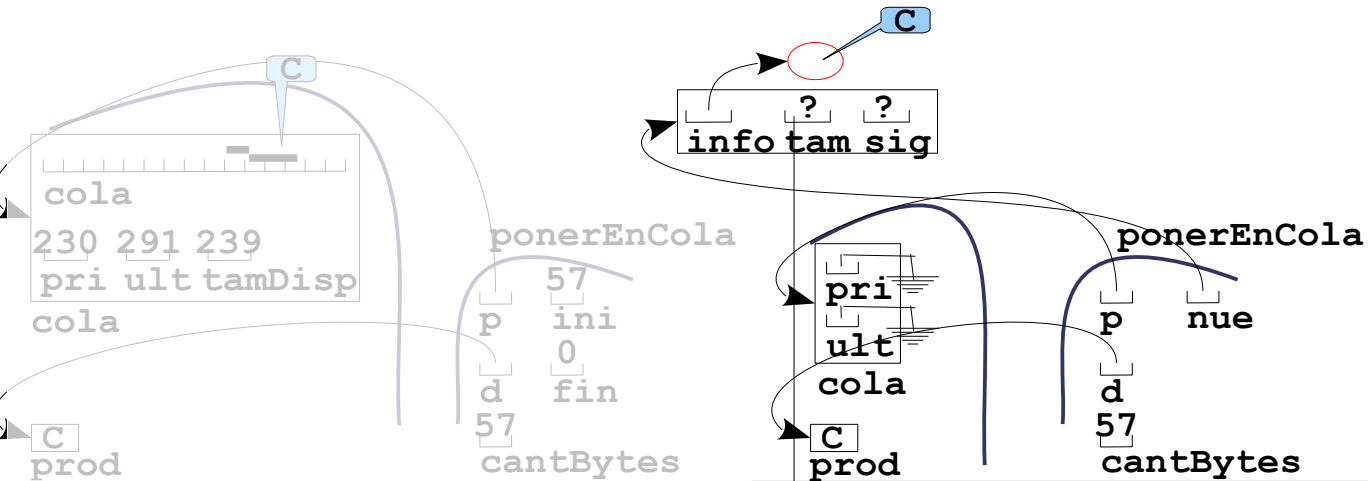 C
cola
230 291 239
pri ult tamDisp
cola
ponerEnCola
57
p ini
0
d fin
57
cantBytes
C
prod
C
? ?
info tam sig
ponerEnCola
pri
ult
cola
p nue
d
57
cantBytes
C
prod